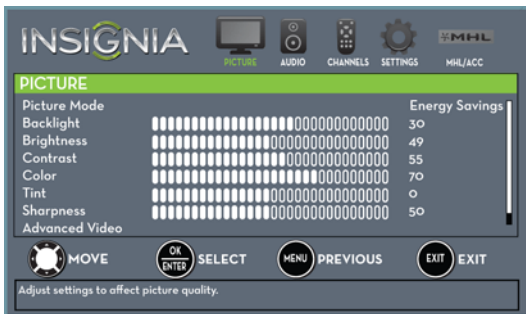 INSIGNIA
PICTURE AUDIO CHANNELS SETTINGS MHL MHL/ACC
PICTURE
Picture Mode Energy Savings
Backlight 30
Brightness 49
Contrast 55
Color 70
Tint 0
Sharpness 50
Advanced Video
MOVE OK ENTER SELECT MENU PREVIOUS EXIT EXIT
Adjust settings to affect picture quality.